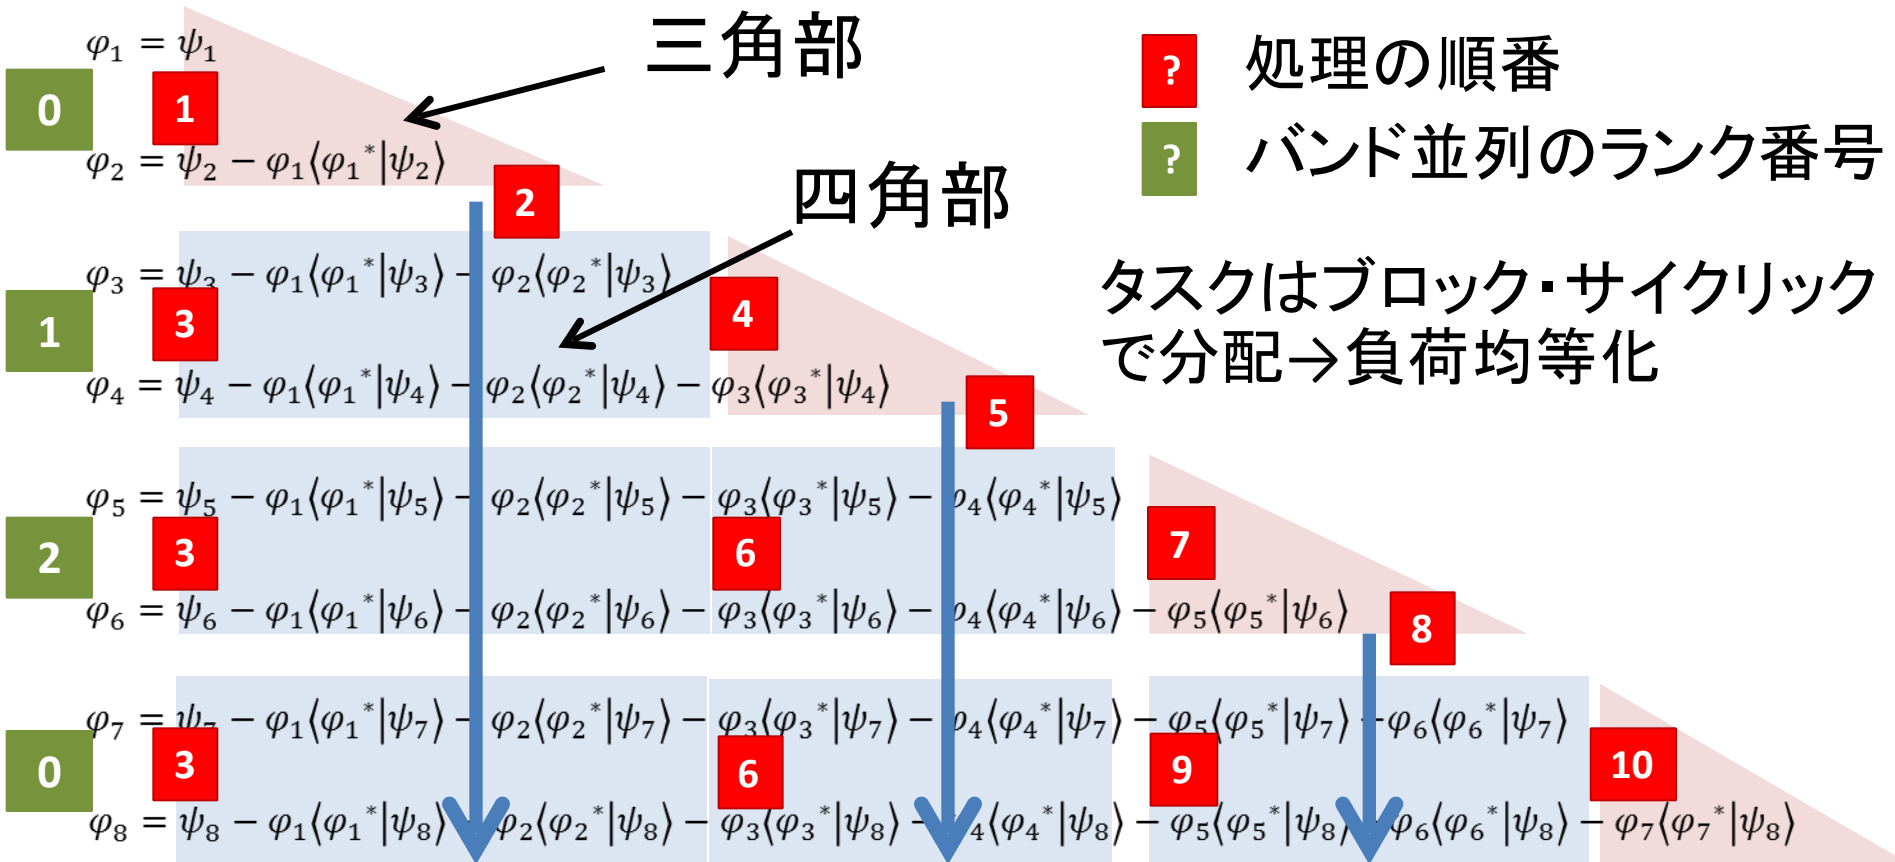 φ₁ = ψ₁
三角部
? 処理の順番
0 1
? バンド並列のランク番号
φ₂ = ψ₂ − φ₁⟨φ₁*|ψ₂⟩
2
四角部
φ₃ = ψ₃ − φ₁⟨φ₁*|ψ₃⟩ − φ₂⟨φ₂*|ψ₃⟩
タスクはブロック・サイクリック
で分配→負荷均等化
1 3 4
φ₄ = ψ₄ − φ₁⟨φ₁*|ψ₄⟩ − φ₂⟨φ₂*|ψ₄⟩ − φ₃⟨φ₃*|ψ₄⟩
5
φ₅ = ψ₅ − φ₁⟨φ₁*|ψ₅⟩ − φ₂⟨φ₂*|ψ₅⟩ − φ₃⟨φ₃*|ψ₅⟩ − φ₄⟨φ₄*|ψ₅⟩
2 3 6 7
φ₆ = ψ₆ − φ₁⟨φ₁*|ψ₆⟩ − φ₂⟨φ₂*|ψ₆⟩ − φ₃⟨φ₃*|ψ₆⟩ − φ₄⟨φ₄*|ψ₆⟩ − φ₅⟨φ₅*|ψ₆⟩
8
φ₇ = ψ₇ − φ₁⟨φ₁*|ψ₇⟩ − φ₂⟨φ₂*|ψ₇⟩ − φ₃⟨φ₃*|ψ₇⟩ − φ₄⟨φ₄*|ψ₇⟩ − φ₅⟨φ₅*|ψ₇⟩ − φ₆⟨φ₆*|ψ₇⟩
0 3 6 9 10
φ₈ = ψ₈ − φ₁⟨φ₁*|ψ₈⟩ − φ₂⟨φ₂*|ψ₈⟩ − φ₃⟨φ₃*|ψ₈⟩ − φ₄⟨φ₄*|ψ₈⟩ − φ₅⟨φ₅*|ψ₈⟩ − φ₆⟨φ₆*|ψ₈⟩ − φ₇⟨φ₇*|ψ₈⟩